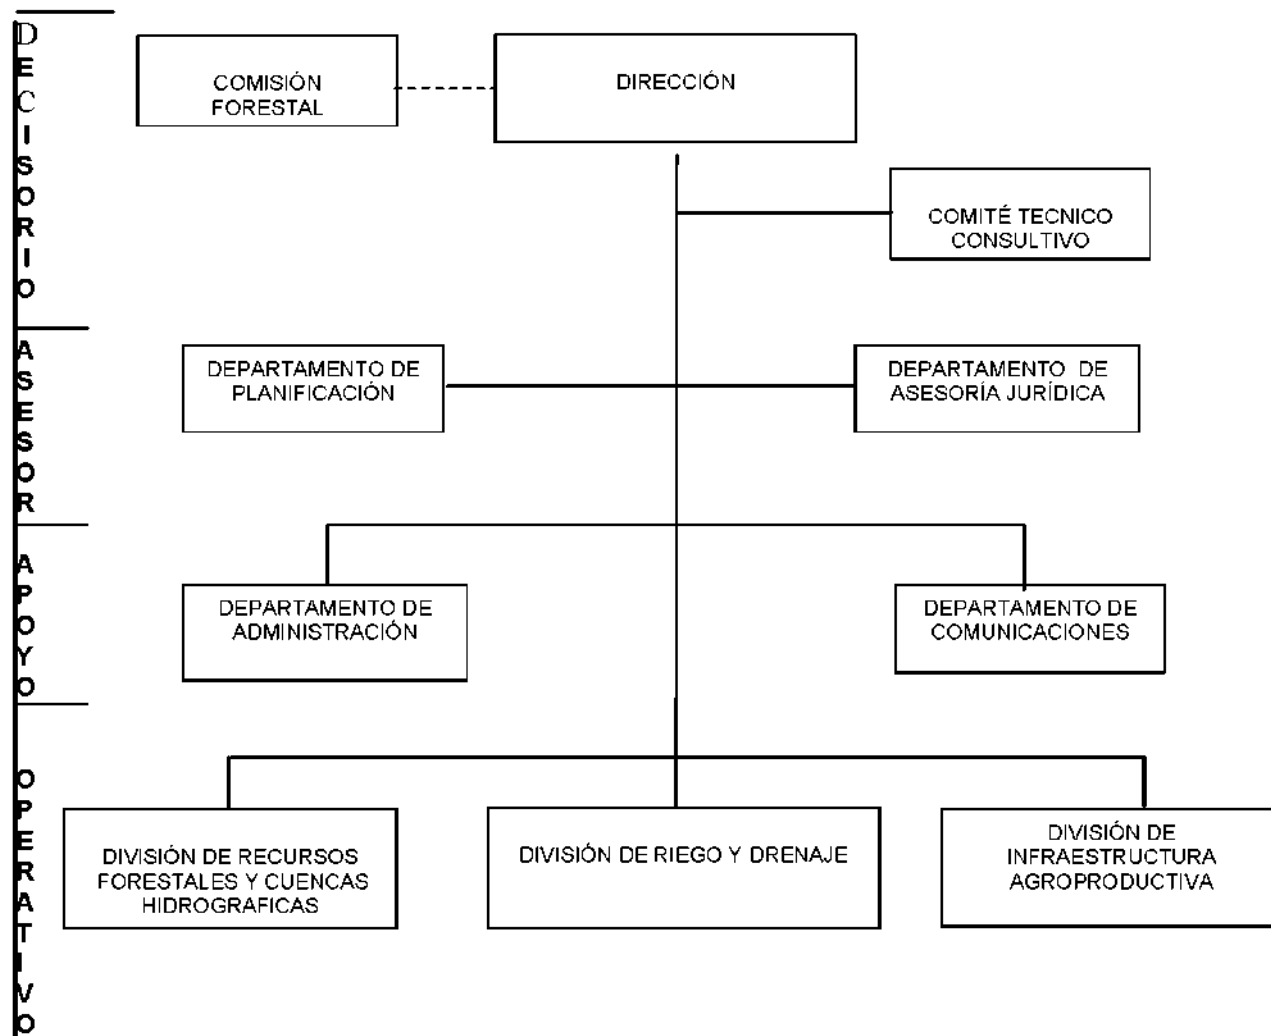 DECISORIO
COMISIÓN
FORESTAL
DIRECCIÓN
COMITÉ TECNICO
CONSULTIVO
ASESOR
DEPARTAMENTO DE
PLANIFICACIÓN
DEPARTAMENTO DE
ASESORÍA JURÍDICA
APOYO
DEPARTAMENTO DE
ADMINISTRACIÓN
DEPARTAMENTO DE
COMUNICACIONES
OPERATIVO
DIVISIÓN DE RECURSOS
FORESTALES Y CUENCAS
HIDROGRAFICAS
DIVISIÓN DE RIEGO Y DRENAJE
DIVISIÓN DE
INFRAESTRUCTURA
AGROPRODUCTIVA